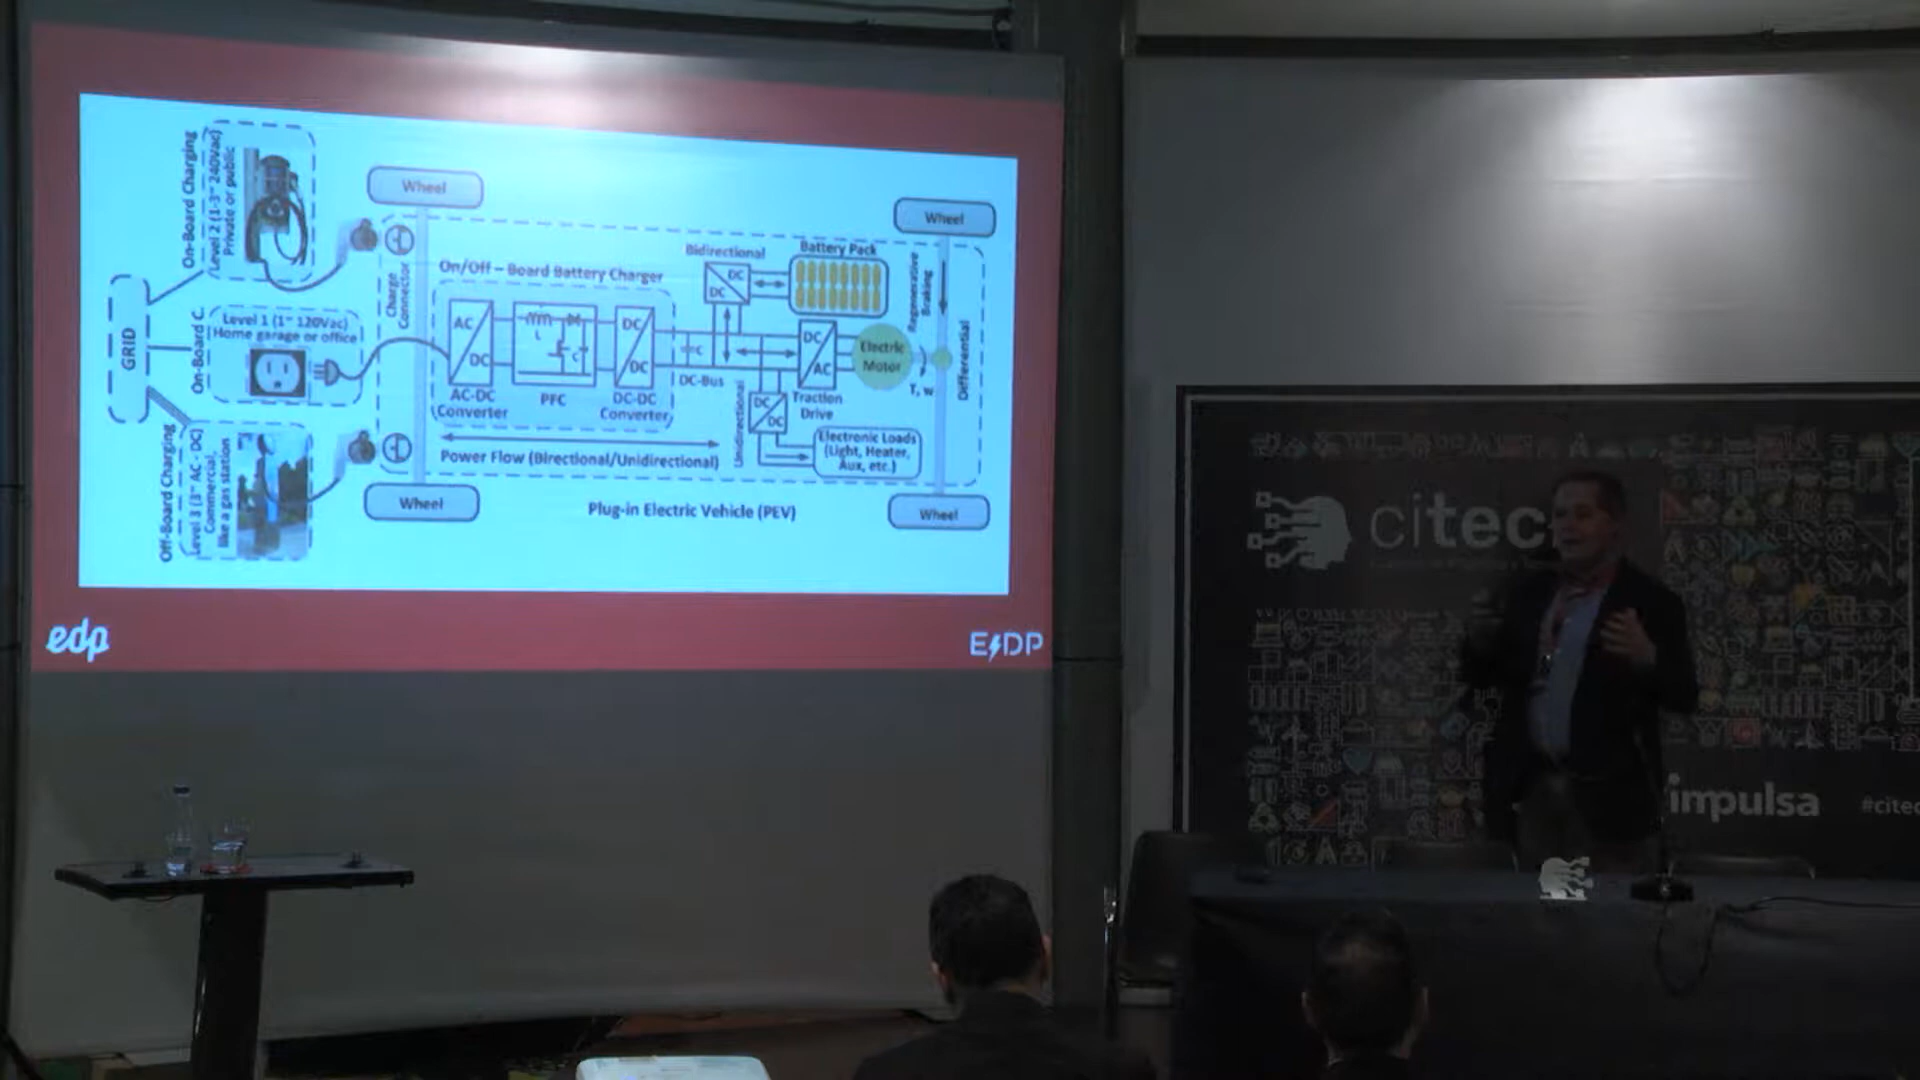 On-Board Charging
Level 2 (1-3~ 240Vac)
Private or public
Wheel
Wheel
GRID
On-Board C.
Level 1 (1~ 120Vac)
Home garage or office
Charge
Connector
On/Off – Board Battery Charger
AC
DC
AC-DC
Converter
L
C
PFC
DC
DC
DC-DC
Converter
C
DC-Bus
Bidirectional
DC
DC
Battery Pack
Regenerative
Braking
DC
AC
Traction
Drive
Electric
Motor
T, w
Differential
Unidirectional
DC
DC
Electronic Loads
(Light, Heater,
Aux, etc.)
Power Flow (Birectional/Unidirectional)
Off-Board Charging
Level 3 (3~ AC - DC)
Commercial,
like a gas station
Wheel
Wheel
Plug-in Electric Vehicle (PEV)
edp
E DP
citec
impulsa
#citec